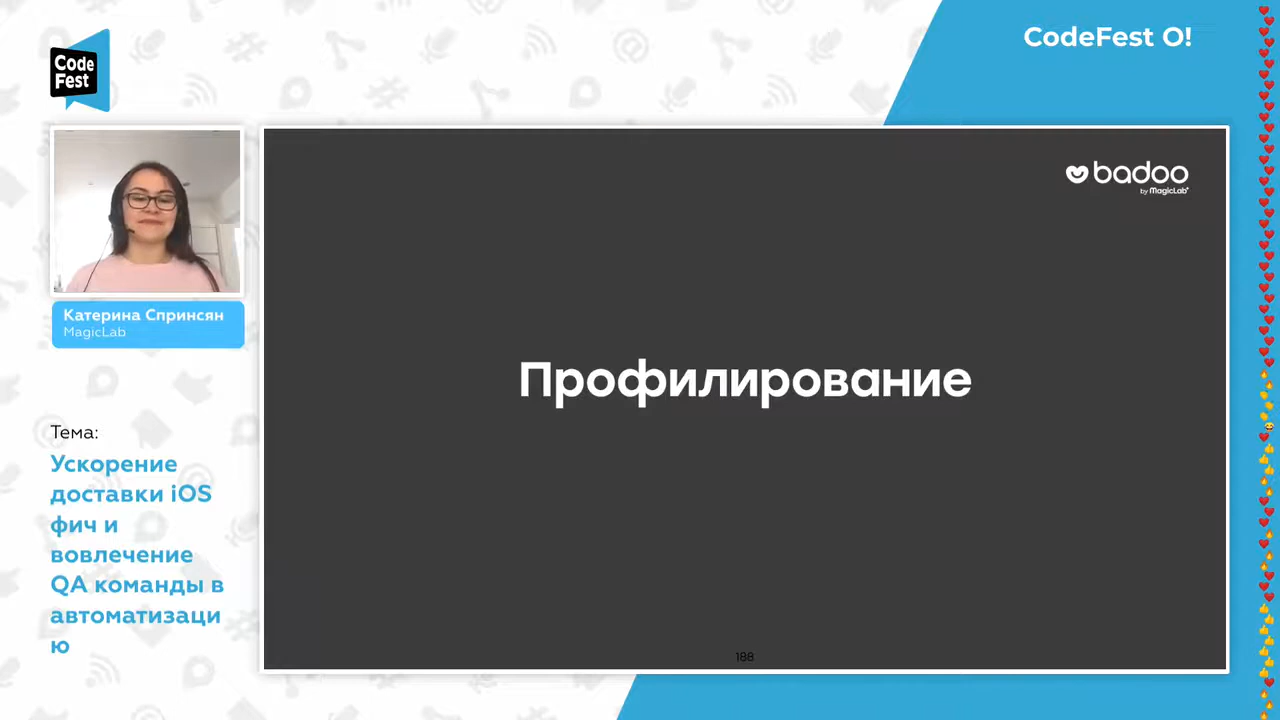 CodeFest O!
Code
Fest
badoo
by MagicLab
Катерина Спринсян
MagicLab
Профилирование
Тема:
Ускорение
доставки iOS
фич и
вовлечение
QA команды в
автоматизаци
ю
188